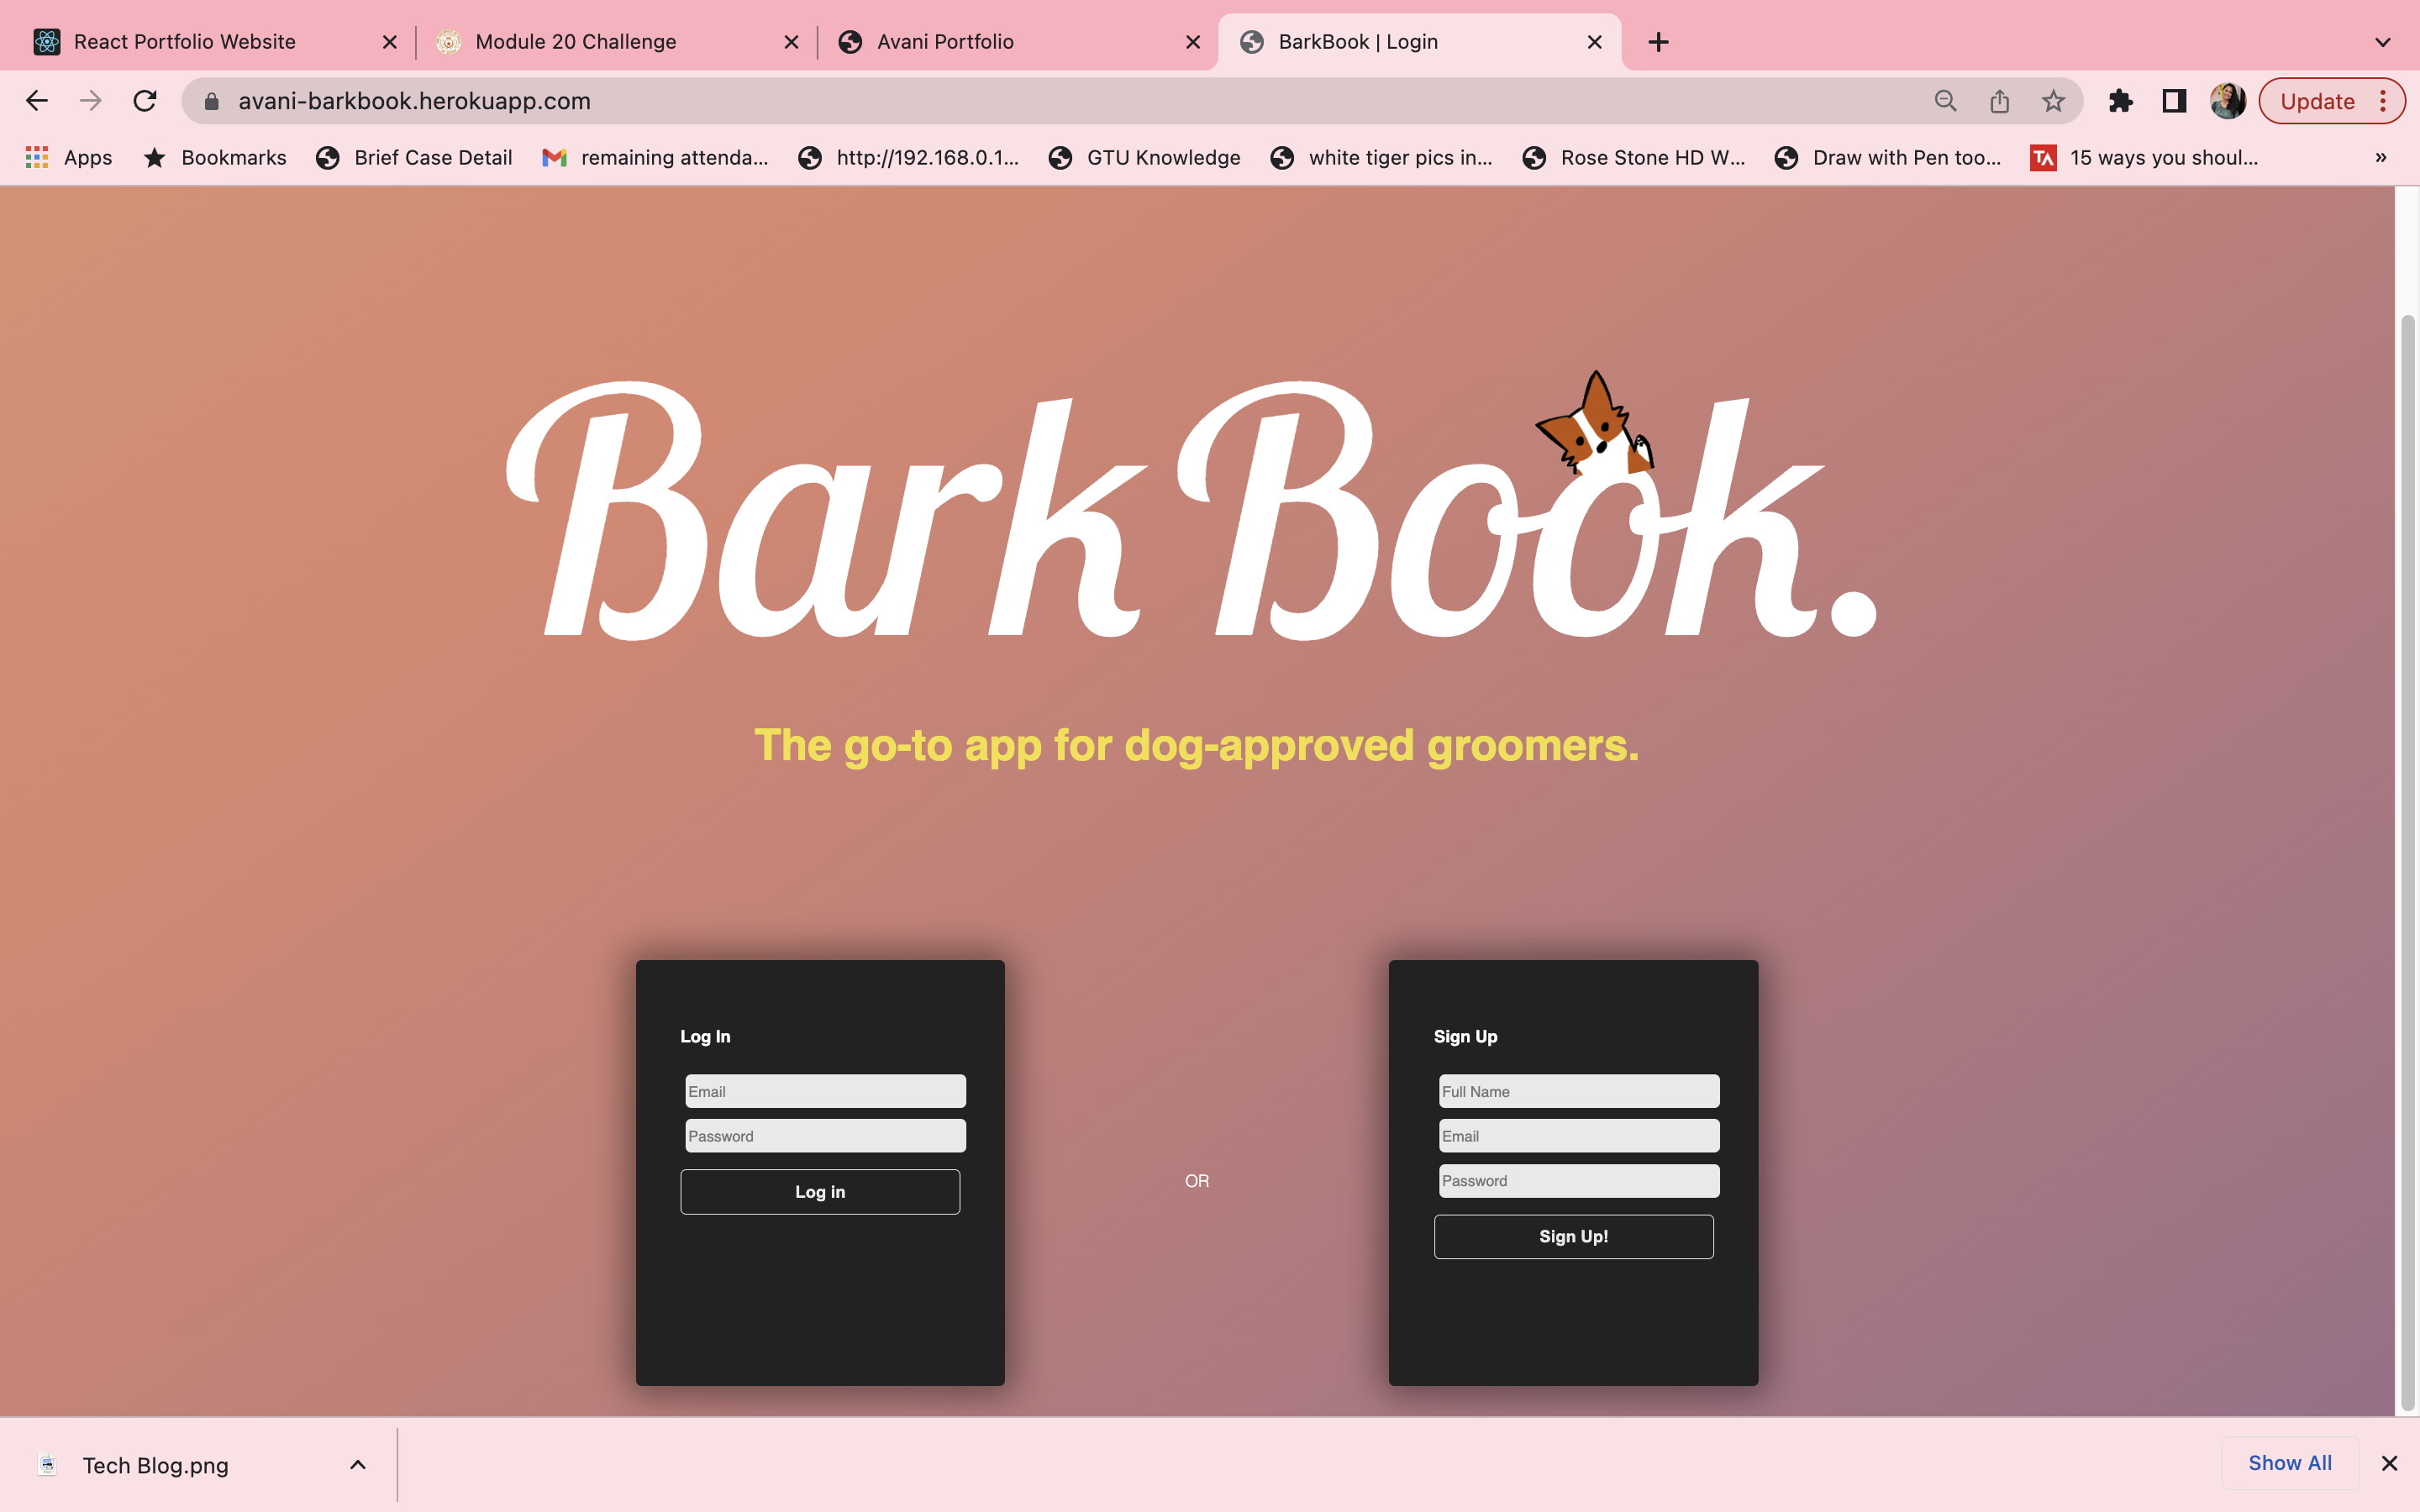 React Portfolio Website
Module 20 Challenge
Avani Portfolio
BarkBook | Login
avani-barkbook.herokuapp.com
Update
Apps
Bookmarks
Brief Case Detail
remaining attenda...
http://192.168.0.1...
GTU Knowledge
white tiger pics in...
Rose Stone HD W...
Draw with Pen too...
TA
15 ways you shoul...
»
Bark Book.
The go-to app for dog-approved groomers.
Log In
Email
Password
Log in
OR
Sign Up
Full Name
Email
Password
Sign Up!
Tech Blog.png
Show All